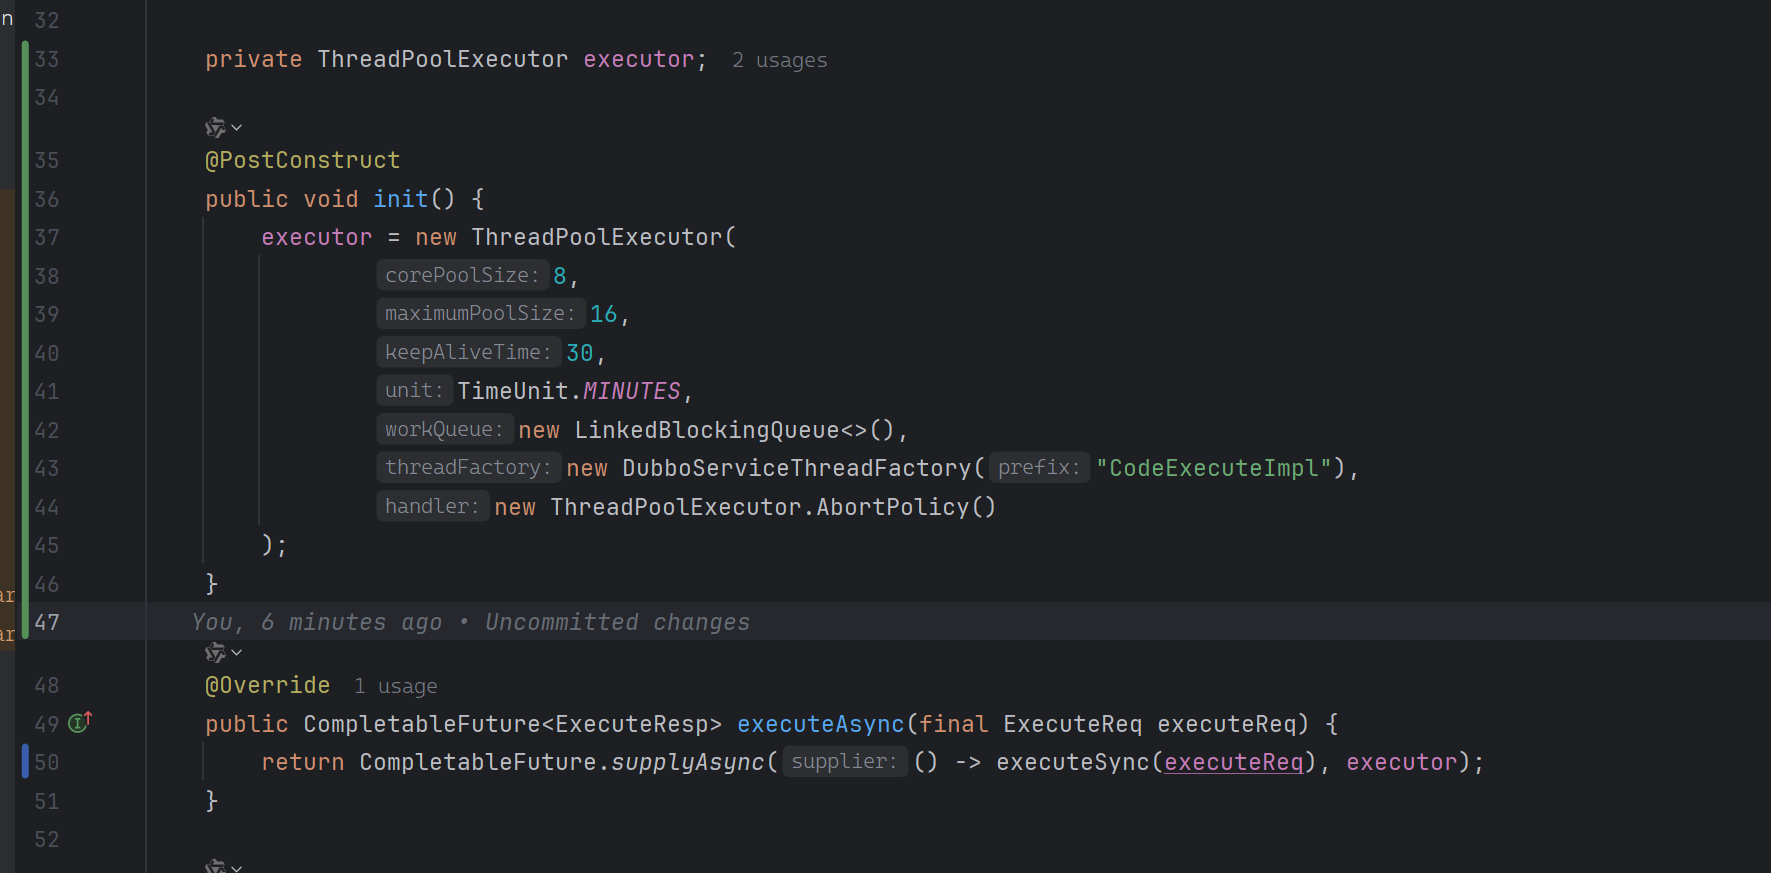 n 32
33 private ThreadPoolExecutor executor; 2 usages
34
35 @PostConstruct
36 public void init() {
37 executor = new ThreadPoolExecutor(
38 corePoolSize: 8,
39 maximumPoolSize: 16,
40 keepAliveTime: 30,
41 unit: TimeUnit.MINUTES,
42 workQueue: new LinkedBlockingQueue<>(),
43 threadFactory: new DubboServiceThreadFactory( prefix: "CodeExecuteImpl"),
44 handler: new ThreadPoolExecutor.AbortPolicy()
45 );
46 }
ar
47 You, 6 minutes ago • Uncommitted changes
ar
48 @Override 1 usage
49 public CompletableFuture<ExecuteResp> executeAsync(final ExecuteReq executeReq) {
50 return CompletableFuture.supplyAsync( supplier: () -> executeSync(executeReq), executor);
51 }
52